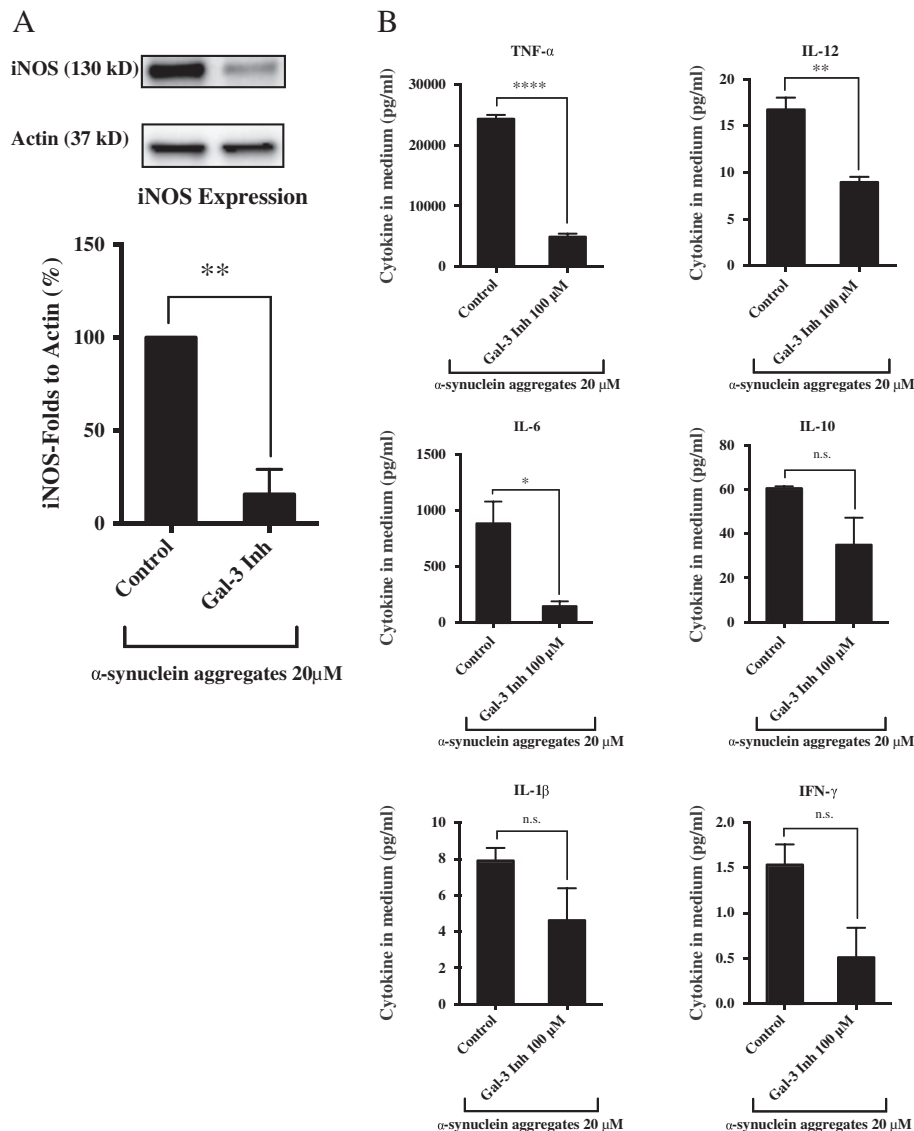 A
iNOS (130 kD)
Actin (37 kD)
iNOS Expression
iNOS-Folds to Actin (%)
150
100
50
0
**
Control
Gal-3 Inh
α-synuclein aggregates 20μM
B
TNF-α
Cytokine in medium (pg/ml)
30000
20000
10000
0
****
Control
Gal-3 Inh 100 μM
α-synuclein aggregates 20 μM
IL-12
Cytokine in medium (pg/ml)
20
15
10
5
0
**
Control
Gal-3 Inh 100 μM
α-synuclein aggregates 20 μM
IL-6
Cytokine in medium (pg/ml)
1500
1000
500
0
*
Control
Gal-3 Inh 100 μM
α-synuclein aggregates 20 μM
IL-10
Cytokine in medium (pg/ml)
80
60
40
20
0
n.s.
Control
Gal-3 Inh 100 μM
α-synuclein aggregates 20 μM
IL-1β
Cytokine in medium (pg/ml)
10
8
6
4
2
0
n.s.
Control
Gal-3 Inh 100 μM
α-synuclein aggregates 20 μM
IFN-γ
Cytokine in medium (pg/ml)
2.0
1.5
1.0
0.5
0.0
n.s.
Control
Gal-3 Inh 100 μM
α-synuclein aggregates 20 μM